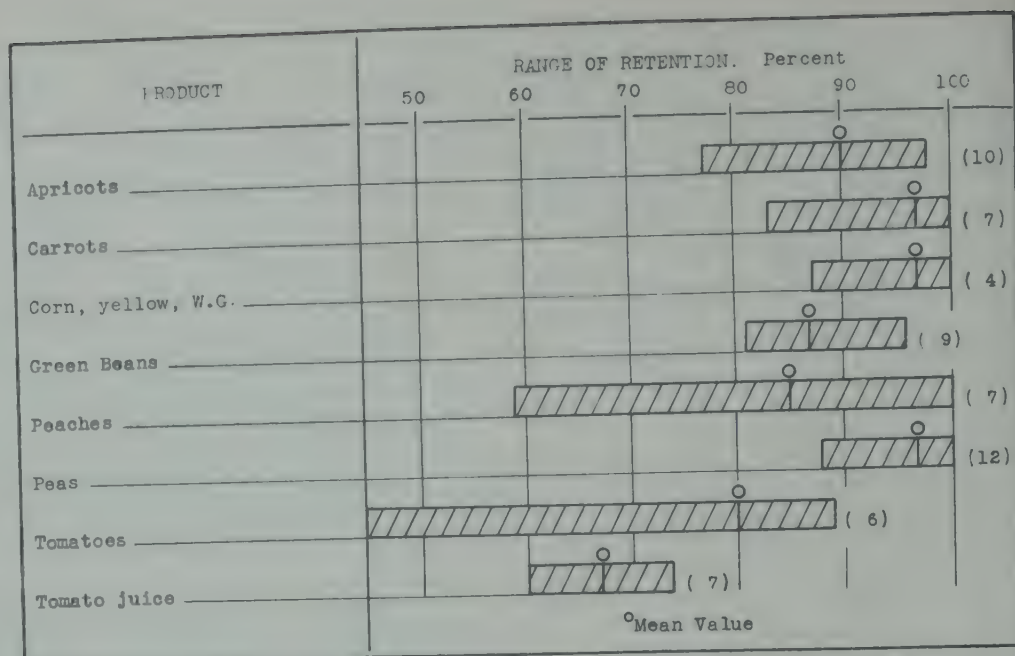 RANGE OF RETENTION. Percent
PRODUCT
50 60 70 80 90 100
Apricots (10)
Carrots ( 7)
Corn, yellow, W.G. ( 4)
Green Beans ( 9)
Peaches ( 7)
Peas (12)
Tomatoes ( 6)
Tomato juice ( 7)
Mean Value